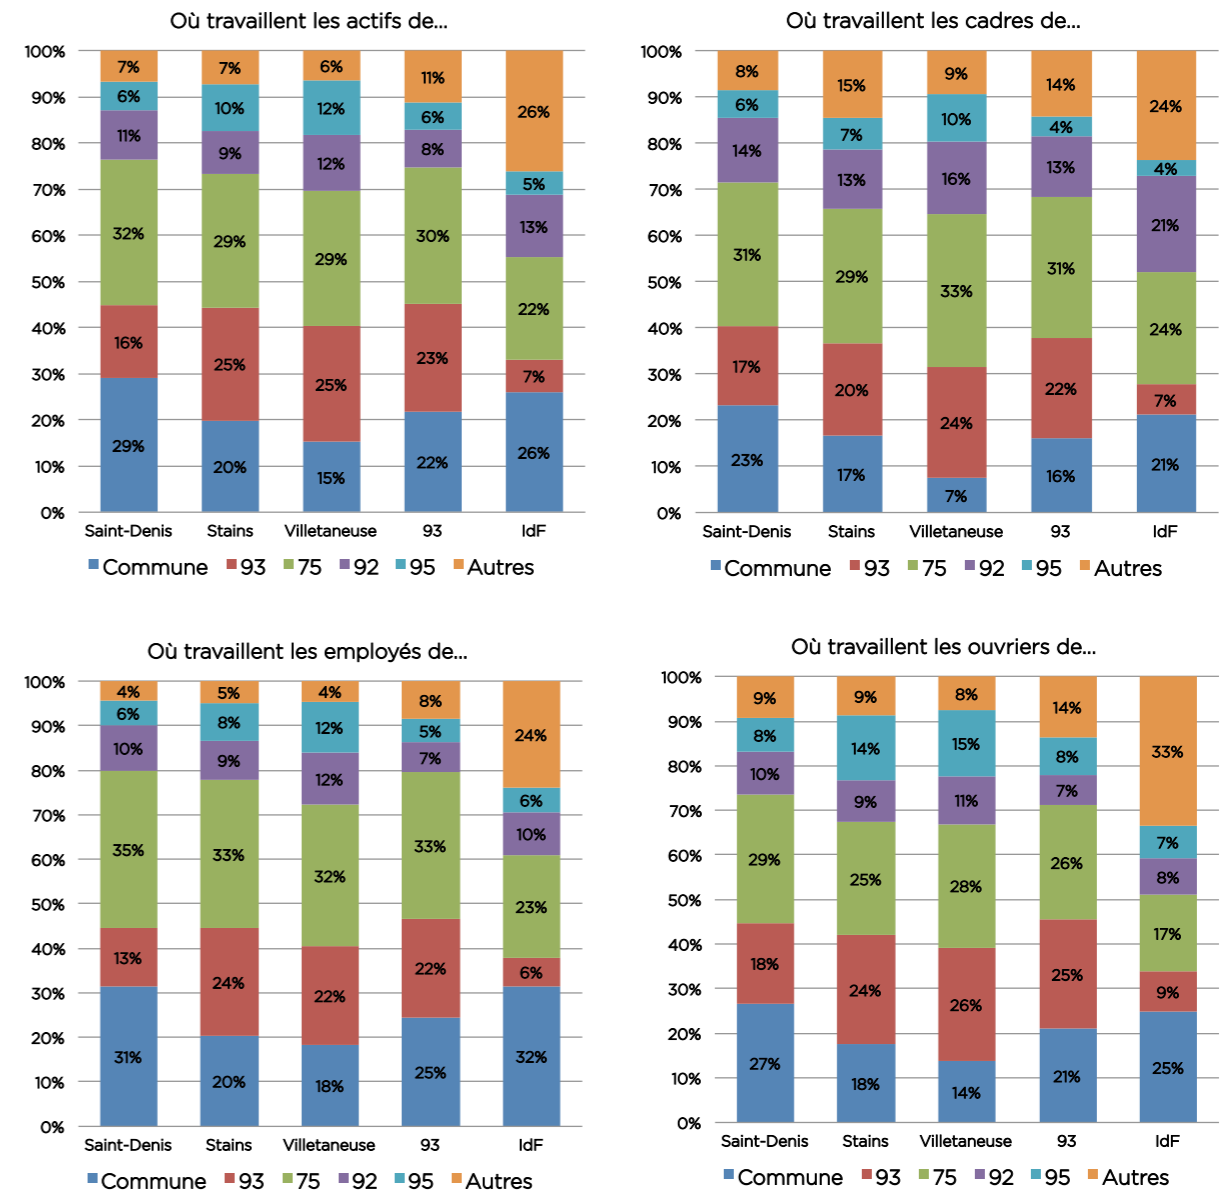 Où travaillent les actifs de...
100%
90%
80%
70%
60%
50%
40%
30%
20%
10%
0%
7% 7% 6% 11% 26%
6% 10% 12% 6% 5%
11% 9% 12% 8% 13%
32% 29% 29% 30% 22%
16% 25% 25% 23% 7%
29% 20% 15% 22% 26%
Saint-Denis Stains Villetaneuse 93 IdF
Commune 93 75 92 95 Autres
Où travaillent les cadres de...
100%
90%
80%
70%
60%
50%
40%
30%
20%
10%
0%
8% 15% 9% 14% 24%
6% 7% 10% 4% 4%
14% 13% 16% 13% 21%
31% 29% 33% 31% 24%
17% 20% 24% 22% 7%
23% 17% 7% 16% 21%
Saint-Denis Stains Villetaneuse 93 IdF
Commune 93 75 92 95 Autres
Où travaillent les employés de...
100%
90%
80%
70%
60%
50%
40%
30%
20%
10%
0%
4% 5% 4% 8% 24%
6% 8% 12% 5% 6%
10% 9% 12% 7% 10%
35% 33% 32% 33% 23%
13% 24% 22% 22% 6%
31% 20% 18% 25% 32%
Saint-Denis Stains Villetaneuse 93 IdF
Commune 93 75 92 95 Autres
Où travaillent les ouvriers de...
100%
90%
80%
70%
60%
50%
40%
30%
20%
10%
0%
9% 9% 8% 14% 33%
8% 14% 15% 8% 7%
10% 9% 11% 7% 8%
29% 25% 28% 26% 17%
18% 24% 26% 25% 9%
27% 18% 14% 21% 25%
Saint-Denis Stains Villetaneuse 93 IdF
Commune 93 75 92 95 Autres